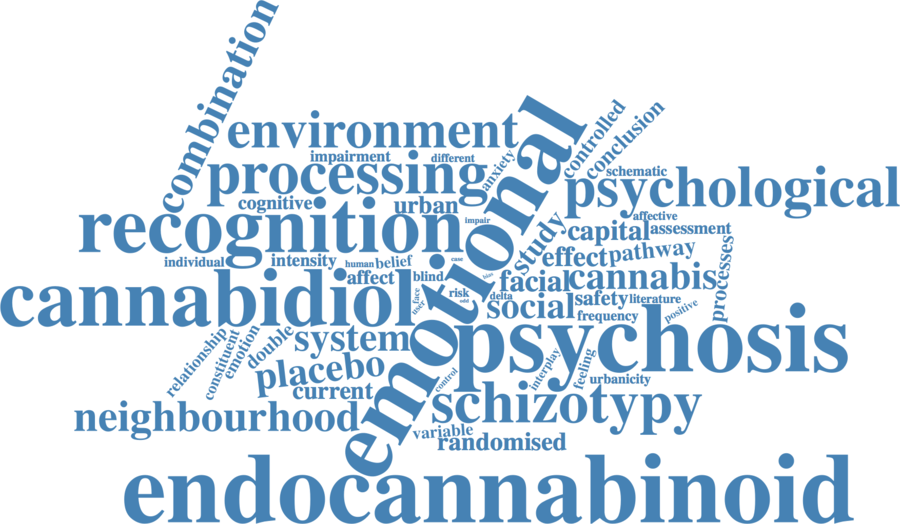 combination
environment
controlled
conclusion
impairment
different
processing
anxiety
emotional
schematic
psychological
cognitive
urban
recognition
impair
study
affective
capital
assessment
individual
intensity
human
belief
case
effect
pathway
processes
affect
blind
bias
facial
cannabis
cannabidiol
face
user
risk
odd
delta
social
safety
literature
frequency
positive
relationship
constituent
emotion
double
system
psychosis
placebo
control
interplay
feeling
urbanicity
current
schizotypy
neighbourhood
variable
randomised
endocannabinoid